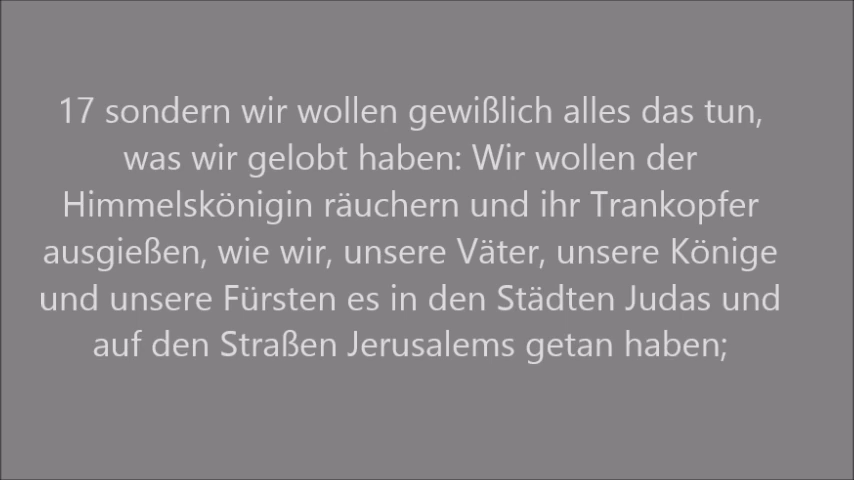 17 sondern wir wollen gewißlich alles das tun,
was wir gelobt haben: Wir wollen der
Himmelskönigin räuchern und ihr Trankopfer
ausgießen, wie wir, unsere Väter, unsere Könige
und unsere Fürsten es in den Städten Judas und
auf den Straßen Jerusalems getan haben;